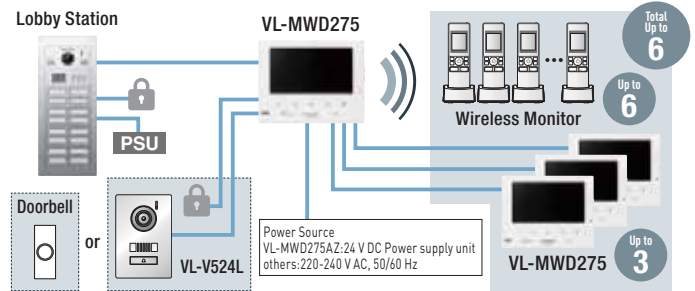 Lobby Station
VL-MWD275
Total
Up to
6
Up to
6
Wireless Monitor
PSU
Doorbell
or
VL-V524L
Power Source
VL-MWD275AZ:24 V DC Power supply unit
others:220-240 V AC, 50/60 Hz
VL-MWD275
Up to
3